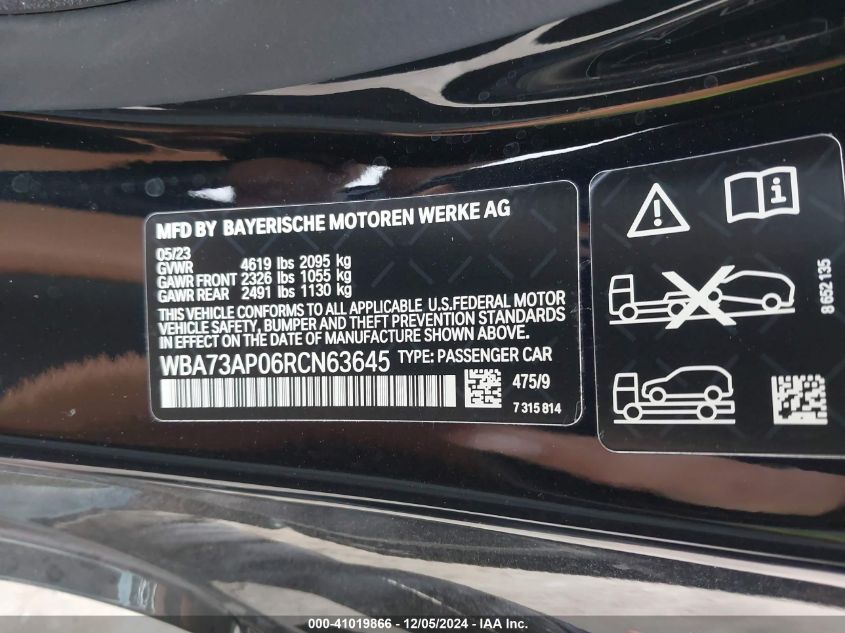 MFD BY BAYERISCHE MOTOREN WERKE AG
05/23
GVWR 4619 lbs 2095 kg
GAWR FRONT 2326 lbs 1055 kg
GAWR REAR 2491 lbs 1130 kg
THIS VEHICLE CONFORMS TO ALL APPLICABLE U.S.FEDERAL MOTOR
VEHICLE SAFETY, BUMPER AND THEFT PREVENTION STANDARDS
IN EFFECT ON THE DATE OF MANUFACTURE SHOWN ABOVE.
WBA73AP06RCN63645 TYPE: PASSENGER CAR
475/9
7 315 814
8 652 135
000-41019866 - 12/05/2024 - IAA Inc.